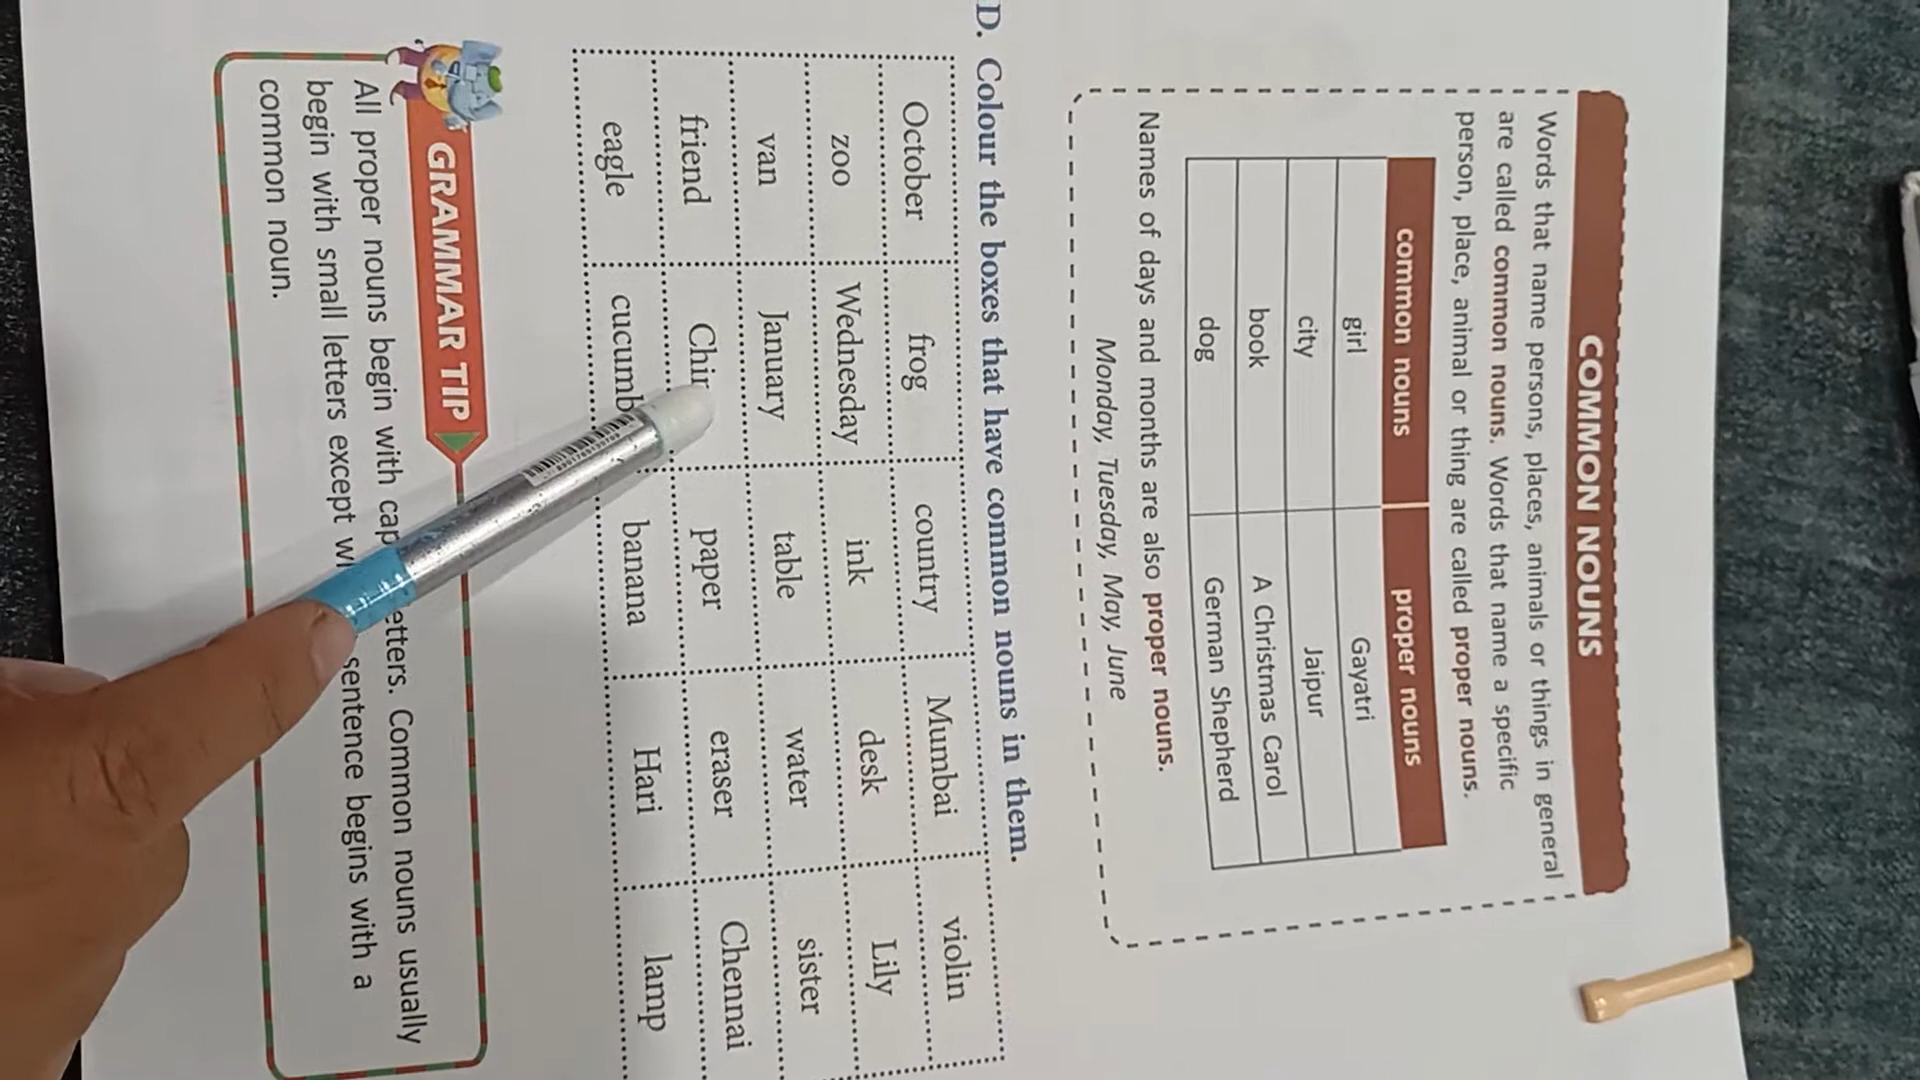 COMMON NOUNS
Words that name persons, places, animals or things in general
are called common nouns. Words that name a specific
person, place, animal or thing are called proper nouns.
common nouns proper nouns
girl Gayatri
city Jaipur
book A Christmas Carol
dog German Shepherd
Names of days and months are also proper nouns.
Monday, Tuesday, May, June
D. Colour the boxes that have common nouns in them.
October frog country Mumbai violin
zoo Wednesday ink desk Lily
van January table water sister
friend paper eraser Chennai
eagle banana Hari lamp
GRAMMAR TIP
All proper nouns begin with letters. Common nouns usually
begin with small letters except sentence begins with a
common noun.